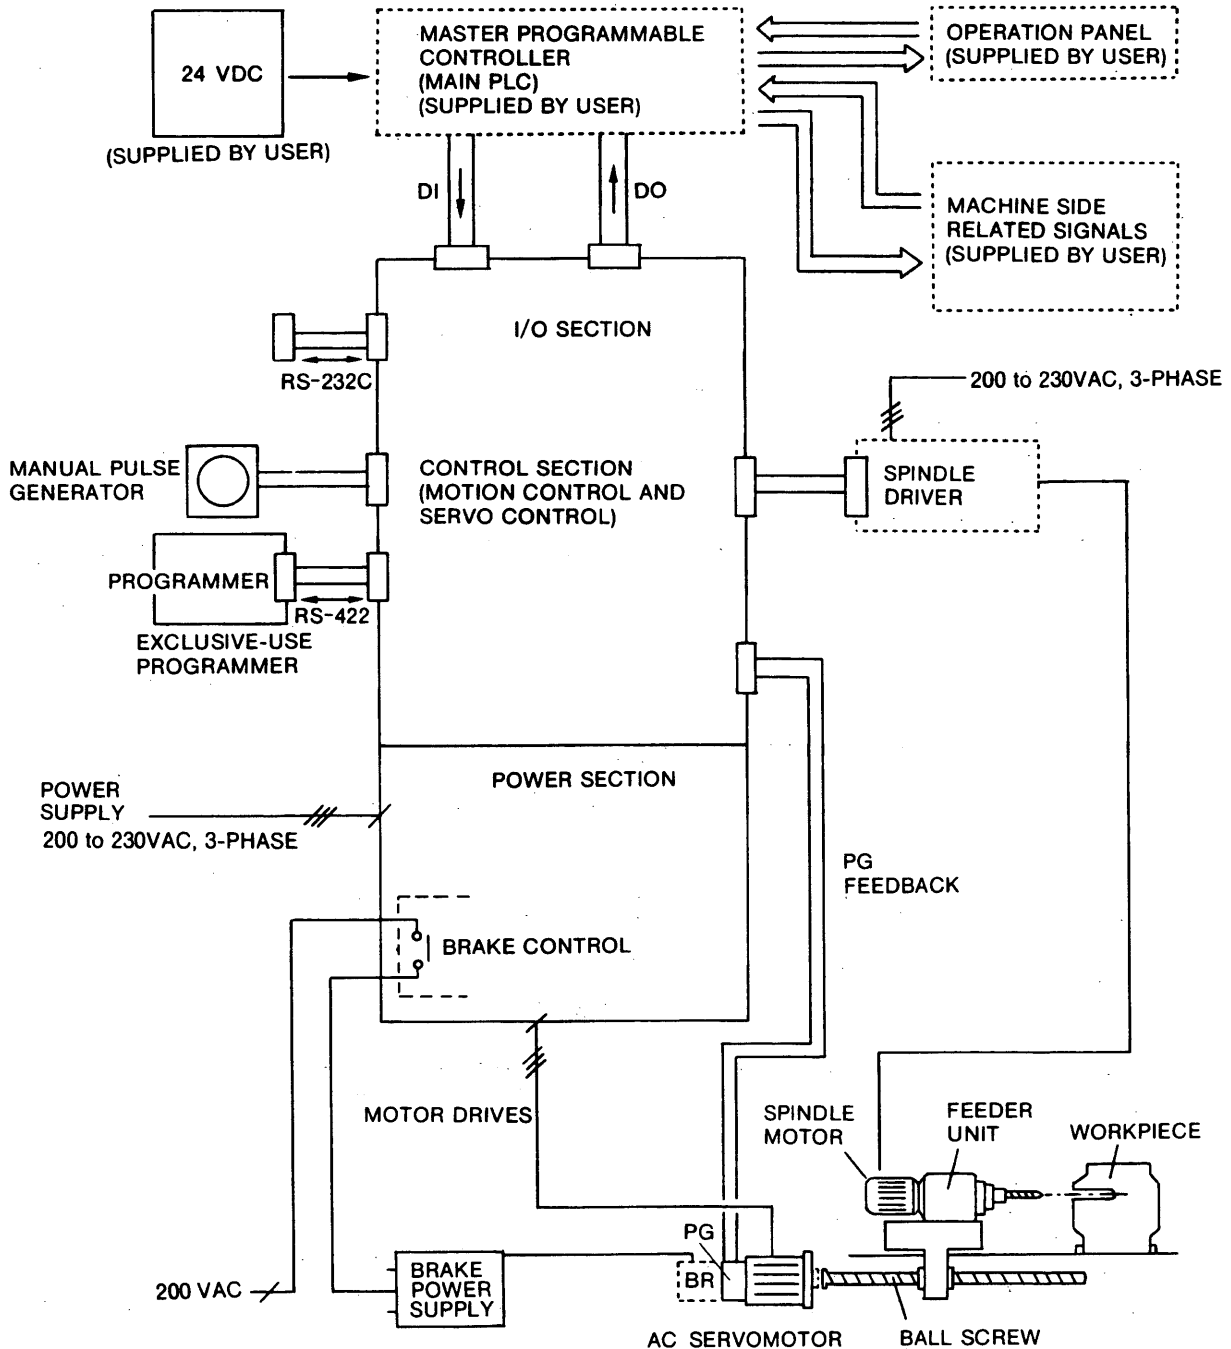 24 VDC
(SUPPLIED BY USER)
MASTER PROGRAMMABLE
CONTROLLER
(MAIN PLC)
(SUPPLIED BY USER)
OPERATION PANEL
(SUPPLIED BY USER)
MACHINE SIDE
RELATED SIGNALS
(SUPPLIED BY USER)
DI
DO
I/O SECTION
RS-232C
200 to 230VAC, 3-PHASE
MANUAL PULSE
GENERATOR
CONTROL SECTION
(MOTION CONTROL AND
SERVO CONTROL)
SPINDLE
DRIVER
PROGRAMMER
RS-422
EXCLUSIVE-USE
PROGRAMMER
POWER SECTION
POWER
SUPPLY
200 to 230VAC, 3-PHASE
PG
FEEDBACK
BRAKE CONTROL
MOTOR DRIVES
SPINDLE
MOTOR
FEEDER
UNIT
WORKPIECE
PG
BR
200 VAC
BRAKE
POWER
SUPPLY
AC SERVOMOTOR
BALL SCREW